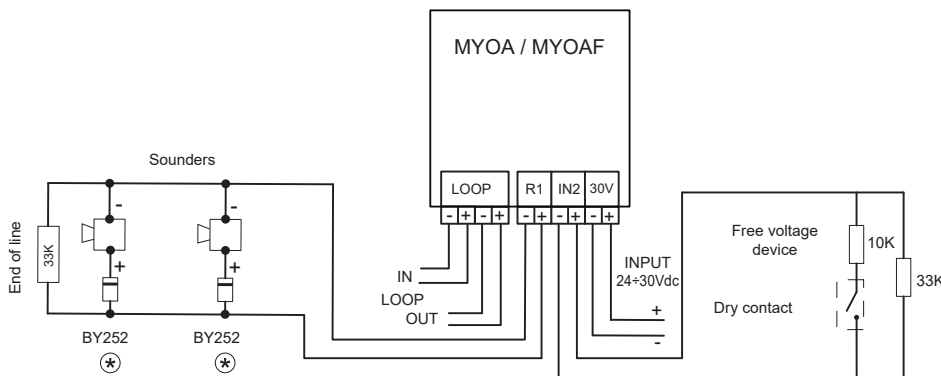 MYOA / MYOAF
Sounders
LOOP R1 IN2 30V
- + - + - + - + - +
- -
End of line
33K
+ +
BY252 BY252
* *
IN
LOOP
OUT
INPUT
24÷30Vdc
+
-
Free voltage
device
10K
33K
Dry contact